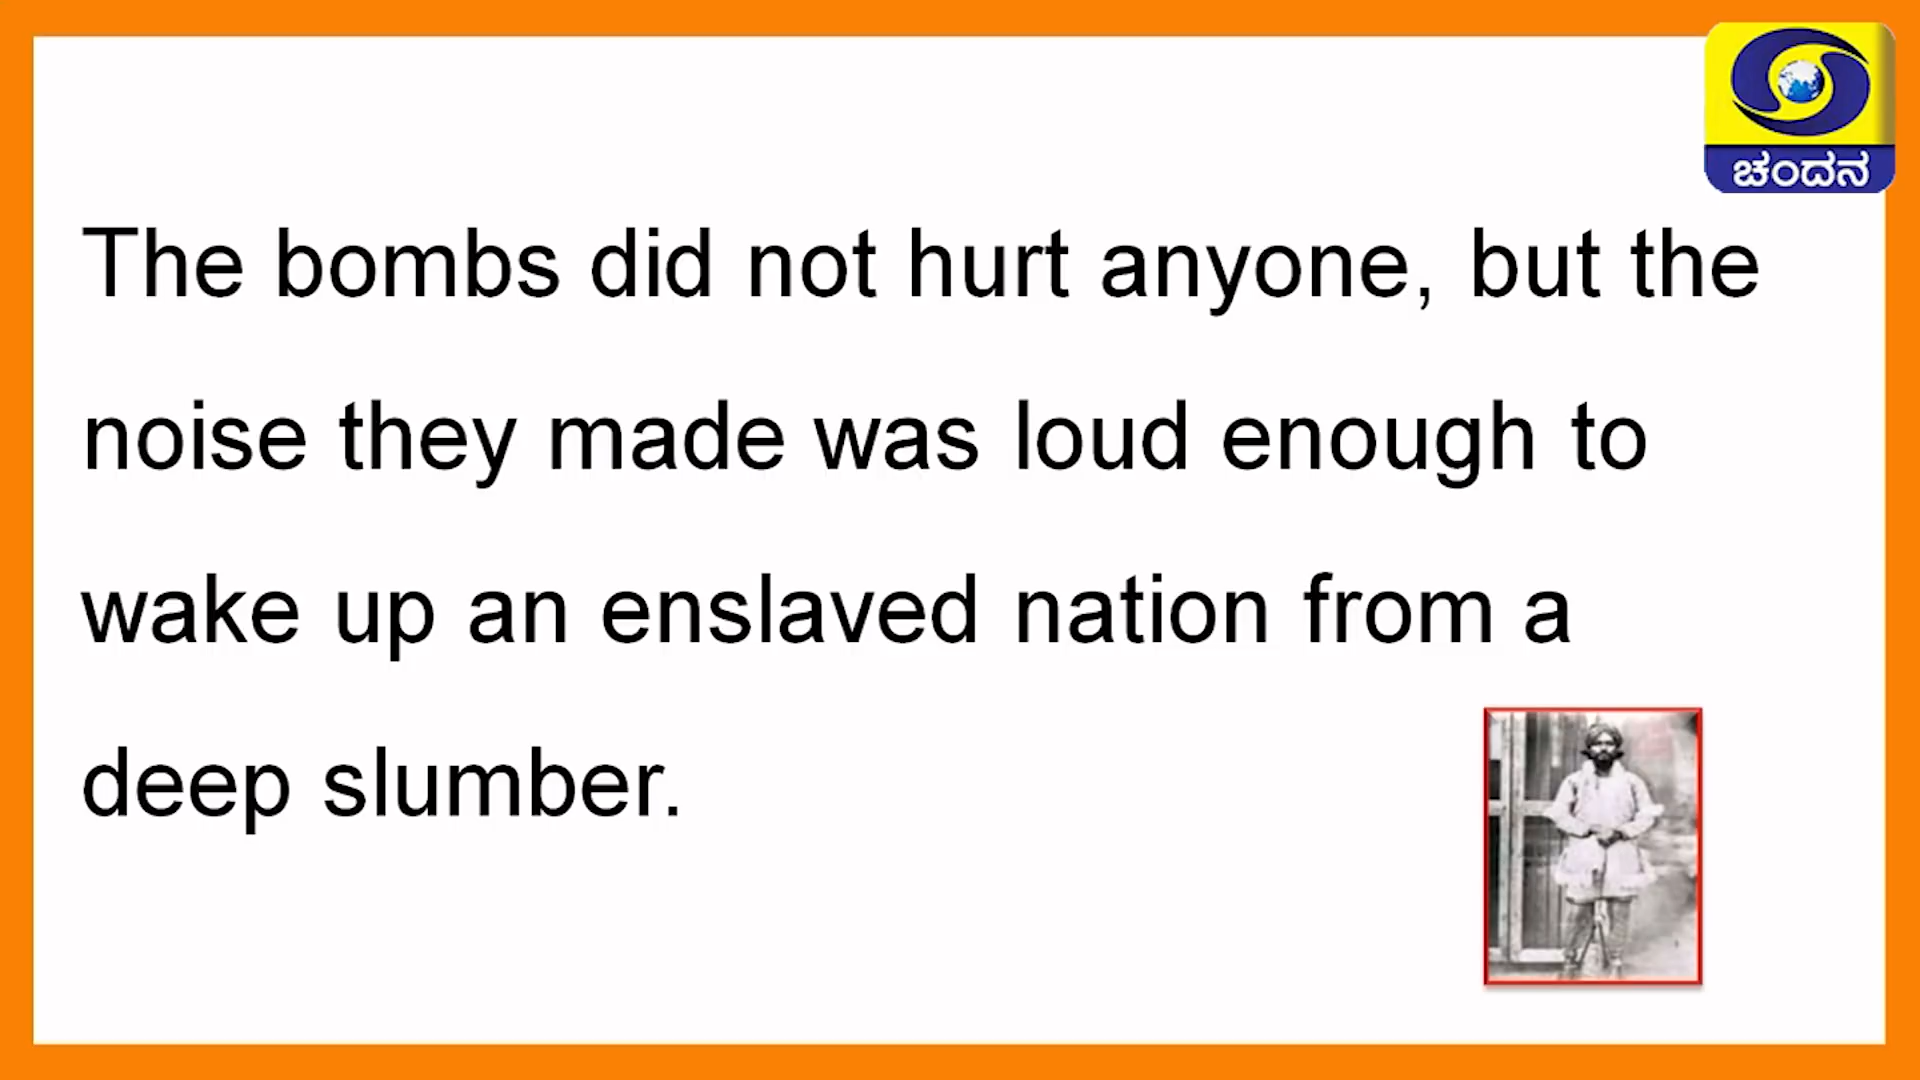 ಚಂದನ
The bombs did not hurt anyone, but the
noise they made was loud enough to
wake up an enslaved nation from a
deep slumber.